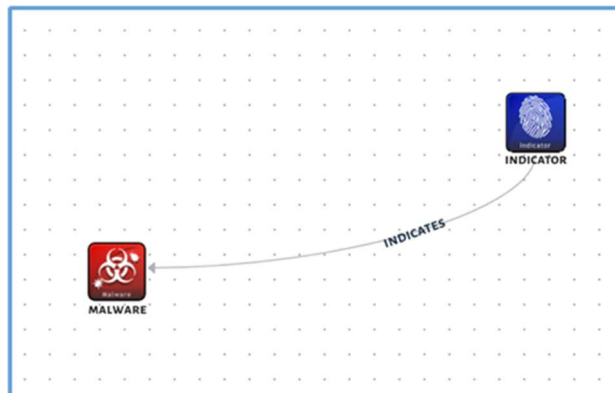 Indicator
INDICATOR
INDICATES
Malware
MALWARE